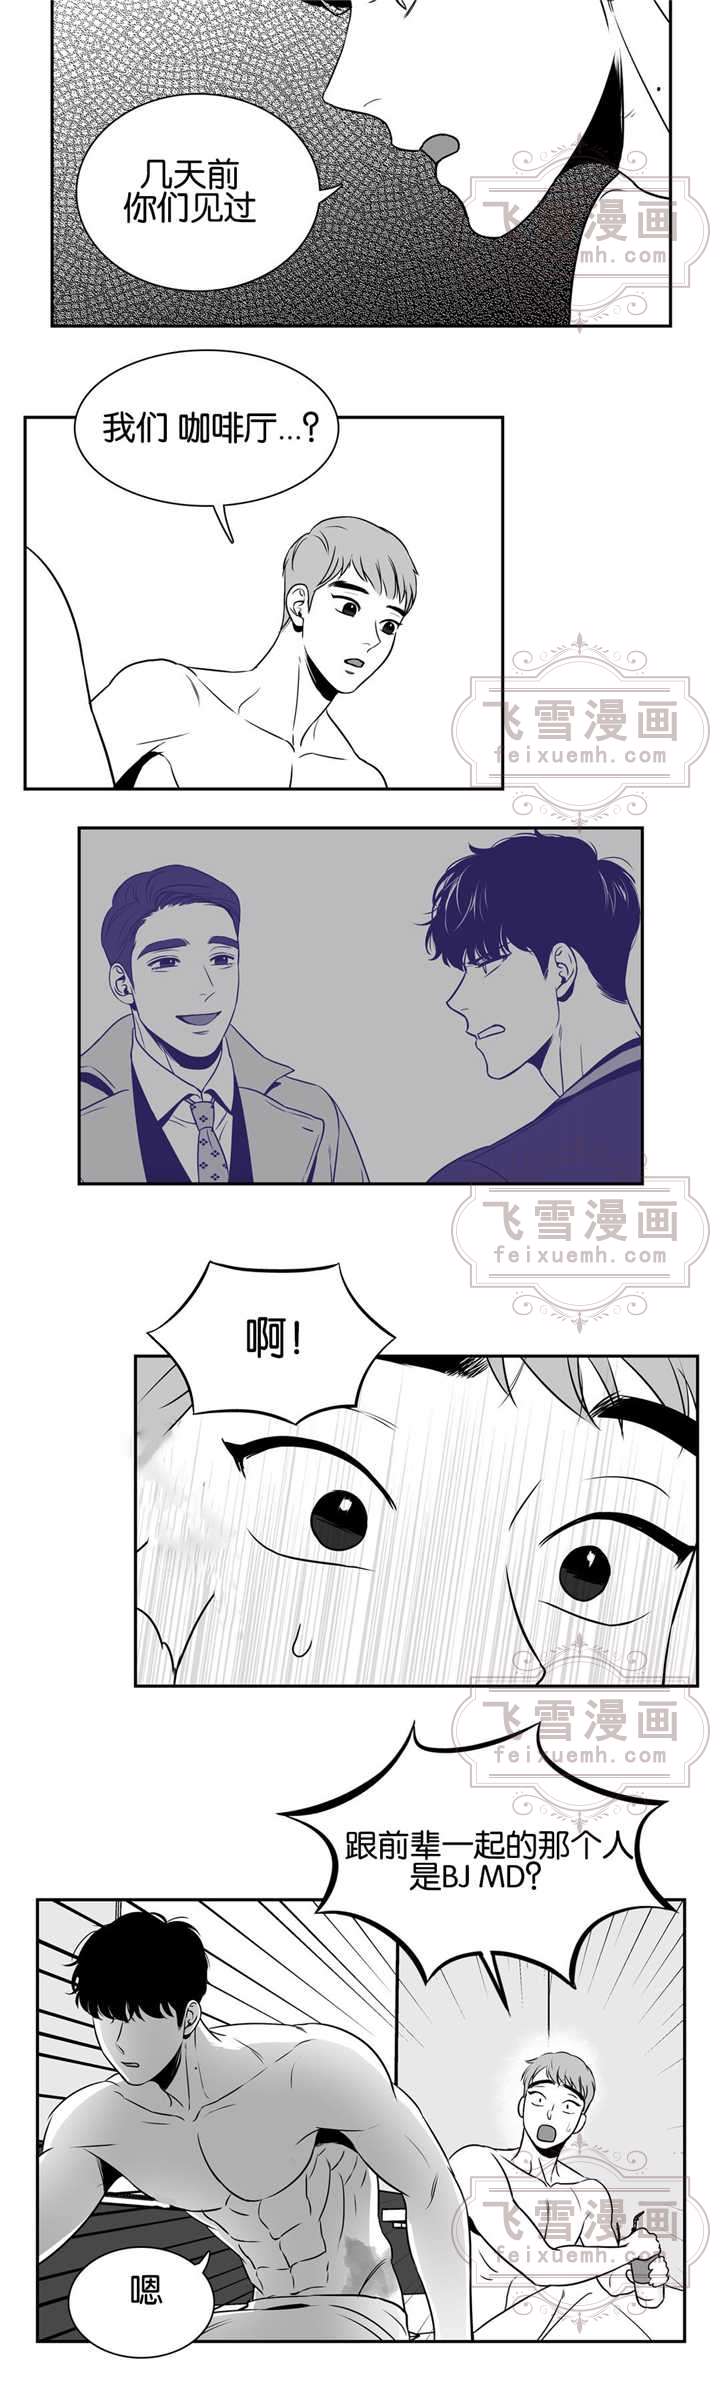 几天前
你们见过
飞雪漫画
feixuemh.com
我们 咖啡厅...?
飞雪漫画
feixuemh.com
飞雪漫画
feixuemh.com
啊!
飞雪漫画
feixuemh.com
跟前辈一起的那个人
是BJ MD?
飞雪漫画
feixuemh.com
嗯